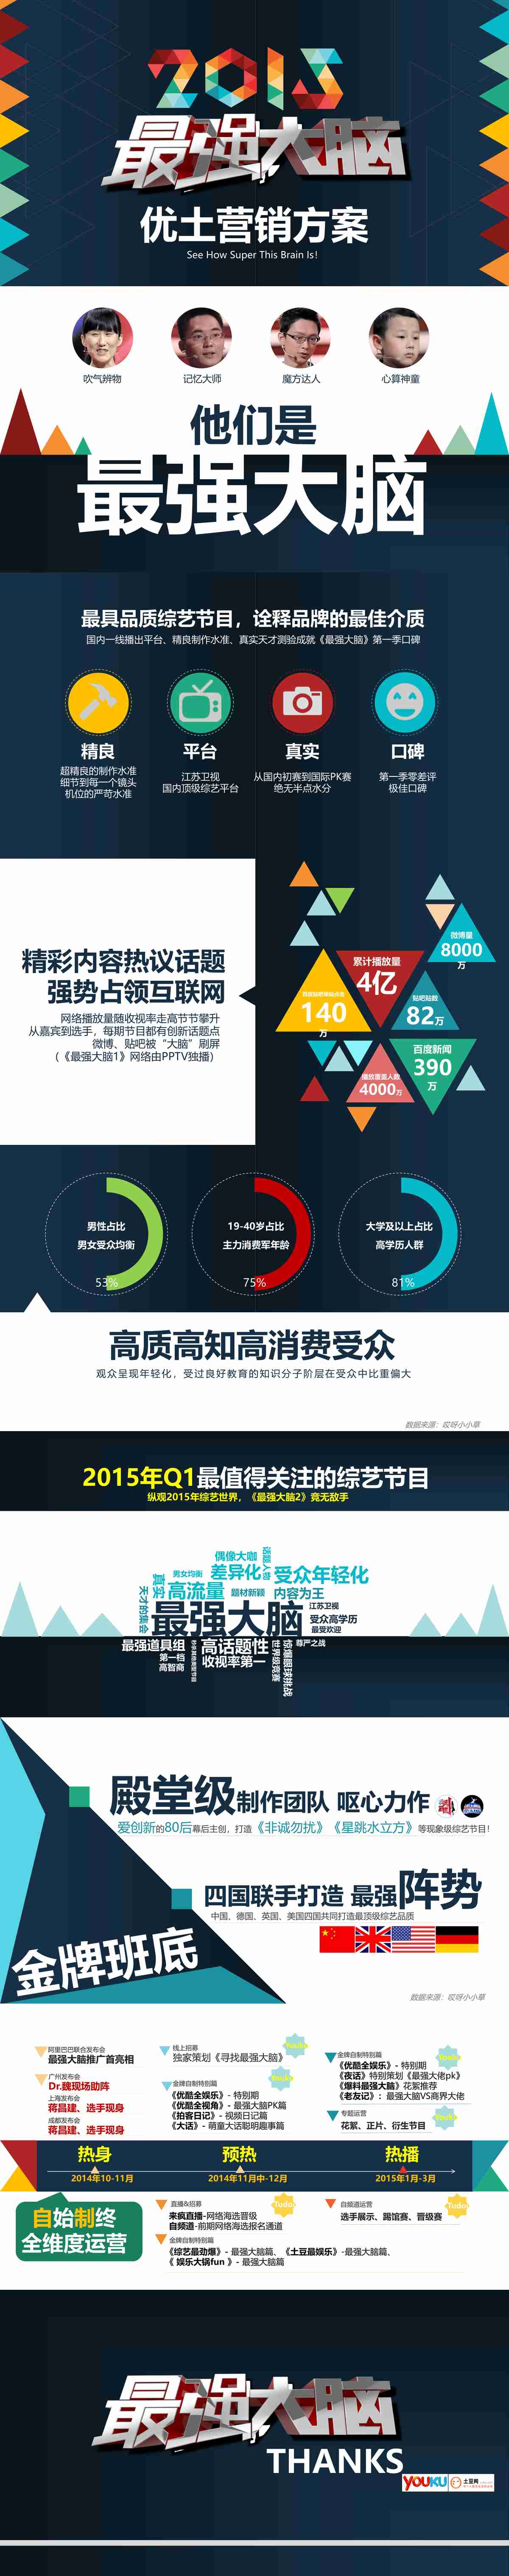 2015
最强大脑
优土营销方案
See How Super This Brain Is!
吹气辨物
记忆大师
魔方达人
心算神童
他们是
最强大脑
最具品质综艺节目，诠释品牌的最佳介质
国内一线播出平台、精良制作水准、真实天才测验成就《最强大脑》第一季口碑
精良
超精良的制作水准
细节到每一个镜头
机位的严苛水准
平台
江苏卫视
国内顶级综艺平台
真实
从国内初赛到国际PK赛
绝无半点水分
口碑
第一季零差评
极佳口碑
精彩内容热议话题
强势占领互联网
网络播放量随收视率走高节节攀升
从嘉宾到选手，每期节目都有创新话题点
微博、贴吧被“大脑”刷屏
（《最强大脑1》网络由PPTV独播）
微博量
8000
万
累计播放量
4亿
140
万
贴吧贴数
82万
百度新闻
390
万
播放覆盖人数
4000万
男性占比
男女受众均衡
53%
19-40岁占比
主力消费军年龄
75%
大学及以上占比
高学历人群
81%
高质高知高消费受众
观众呈现年轻化，受过良好教育的知识分子阶层在受众中比重偏大
数据来源：哎呀小小草
2015年Q1最值得关注的综艺节目
纵观2015年综艺世界，《最强大脑2》竞无敌手
偶像大咖
话题人物
男女均衡
差异化
受众年轻化
真实
高流量
题材新颖
内容为王
天才的集会
最强大脑
江苏卫视
受众高学历
最受欢迎
最强道具组
第一档
高智商
高话题性
收视率第一
世界级竞赛
惊爆眼球挑战
尊严之战
殿堂级制作团队 呕心力作
爱创新的80后幕后主创，打造《非诚勿扰》《星跳水立方》等现象级综艺节目!
四国联手打造 最强阵势
中国、德国、英国、美国四国共同打造最顶级综艺品质
金牌班底
数据来源：哎呀小小草
阿里巴巴联合发布会
最强大脑推广首亮相
广州发布会
Dr.魏现场助阵
上海发布会
蒋昌建、选手现身
成都发布会
蒋昌建、选手现身
线上招募
独家策划《寻找最强大脑》
金牌自制特别篇
《优酷全娱乐》- 特别期
《优酷全视角》- 最强大脑PK篇
《拍客日记》- 视频日记篇
《大话》- 萌童大话聪明趣事篇
金牌自制特别篇
《优酷全娱乐》- 特别期
《夜话》特别策划《最强大佬pk》
《爆料最强大脑》花絮推荐
《老友记》：最强大脑VS商界大佬
专题运营
花絮、正片、衍生节目
热身
预热
热播
2014年10-11月
2014年11月中-12月
2015年1月-3月
自始制终
全维度运营
直播&招募
Tudou
来疯直播-网络海选晋级
自频道-前期网络海选报名通道
金牌自制特别篇
《综艺最劲爆》- 最强大脑篇、《土豆最娱乐》-最强大脑篇、
《 娱乐大锅fun 》- 最强大脑篇
自频道运营
Tudou
选手展示、踢馆赛、晋级赛
最强大脑
THANKS
YOUKU
土豆网